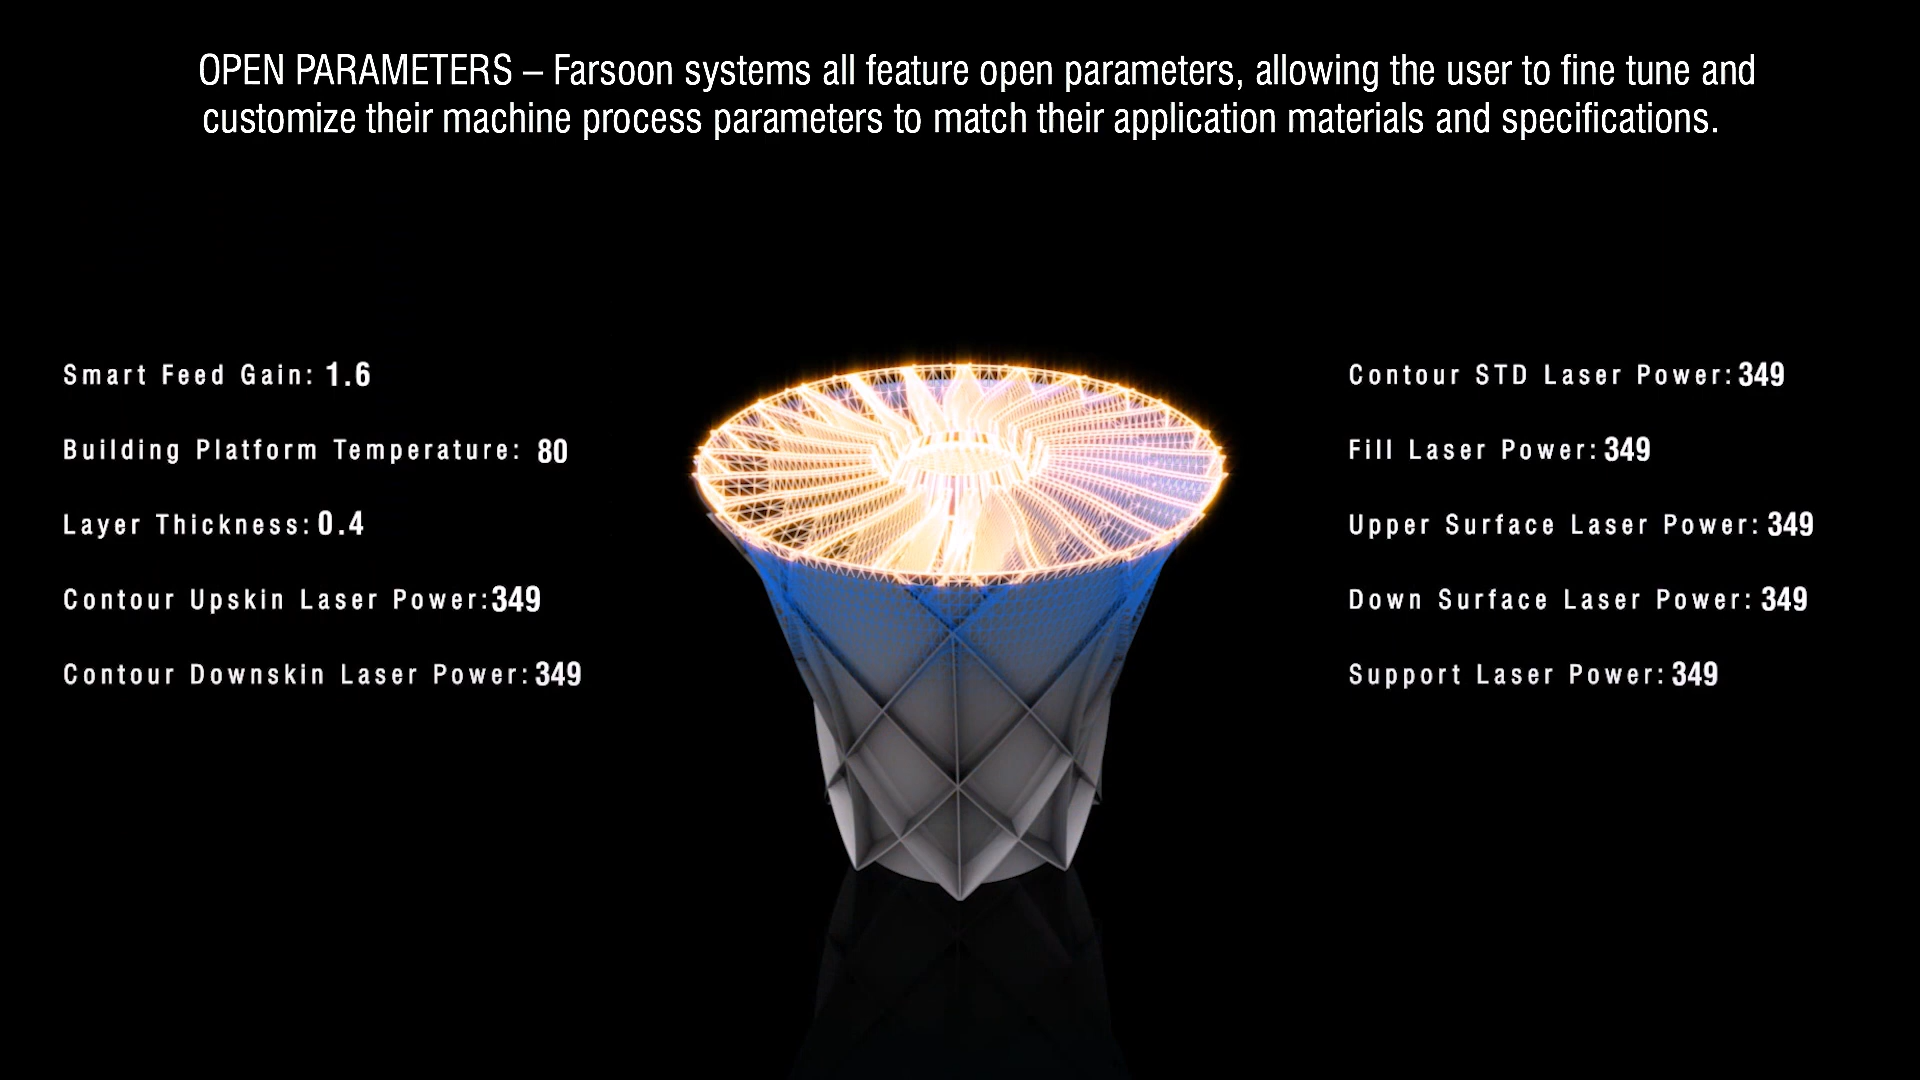 OPEN PARAMETERS – Farsoon systems all feature open parameters, allowing the user to fine tune and
customize their machine process parameters to match their application materials and specifications.
Smart Feed Gain: 1.6
Building Platform Temperature: 80
Layer Thickness: 0.4
Contour Upskin Laser Power: 349
Contour Downskin Laser Power: 349
Contour STD Laser Power: 349
Fill Laser Power: 349
Upper Surface Laser Power: 349
Down Surface Laser Power: 349
Support Laser Power: 349